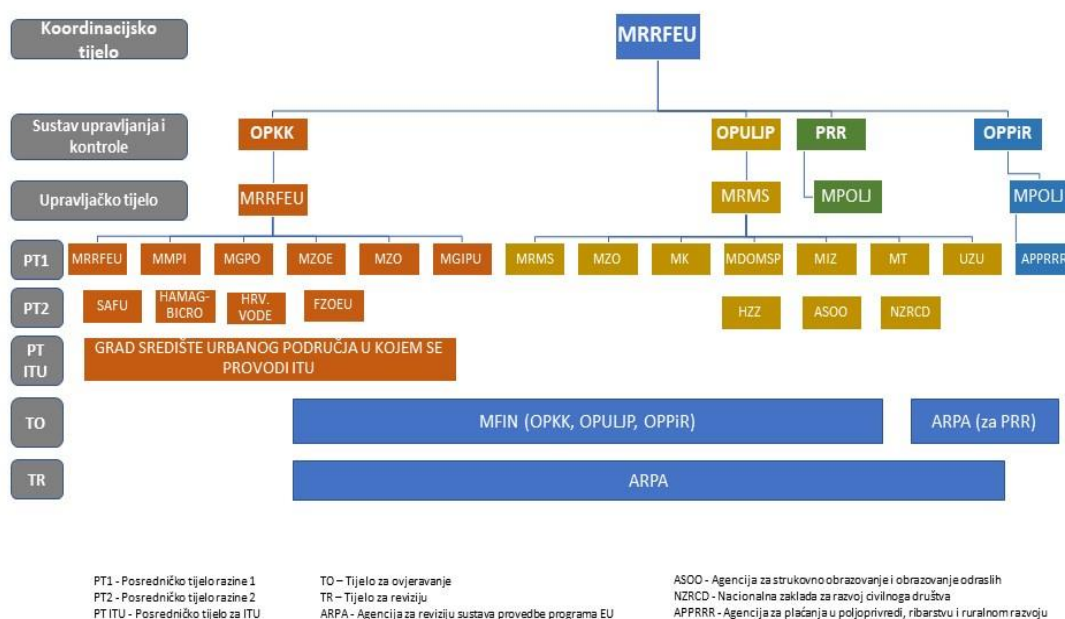 Koordinacijsko
tijelo
MRRFEU
Sustav upravljanja i
kontrole
OPKK
OPULJP
PRR
OPPiR
Upravljačko tijelo
MRRFEU
MRMS
MPOLJ
MPOLJ
PT1
MRRFEU
MMPI
MGPO
MZOE
MZO
MGIPU
MRMS
MZO
MK
MDOMSP
MIZ
MT
UZU
APPRRR
PT2
SAFU
HAMAG-
BICRO
HRV.
VODE
FZOEU
HZZ
ASOO
NZRCD
PT
ITU
GRAD SREDIŠTE URBANOG PODRUČJA U KOJEM SE
PROVODI ITU
TO
MFIN (OPKK, OPULJP, OPPiR)
ARPA (za PRR)
TR
ARPA
PT1 - Posredničko tijelo razine 1
PT2 - Posredničko tijelo razine 2
PT ITU - Posredničko tijelo za ITU
TO – Tijelo za ovjeravanje
TR – Tijelo za reviziju
ARPA - Agencija za reviziju sustava provedbe programa EU
ASOO - Agencija za strukovno obrazovanje i obrazovanje odraslih
NZRCD - Nacionalna zaklada za razvoj civilnoga društva
APPRRR - Agencija za plaćanja u poljoprivredi, ribarstvu i ruralnom razvoju